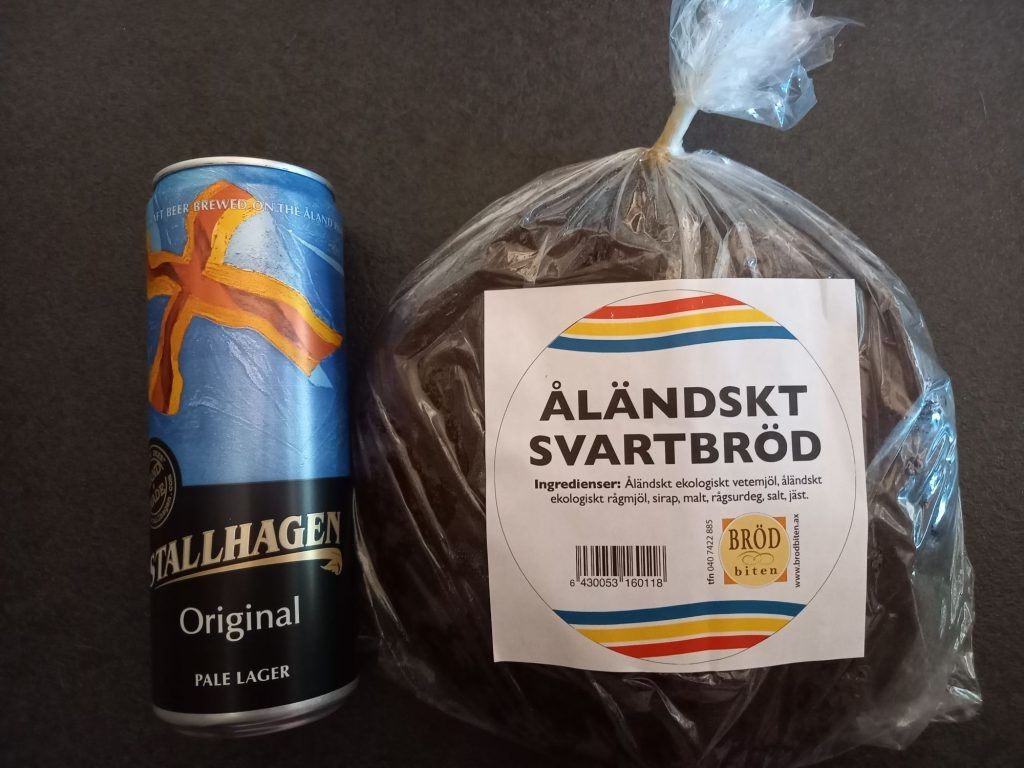 FT BEER BREWED ON THE ÅLAND
STALLHAGEN
Original
PALE LAGER
ÅLÄNDSKT
SVARTBRÖD
Ingredienser: Åländskt ekologiskt vetemjöl, åländskt
ekologiskt rågmjöl, sirap, malt, rågsurdeg, salt, jäst.
6 430053 160118
tfn 040 7422 885
BRÖD
biten
www.brodbiten.ax